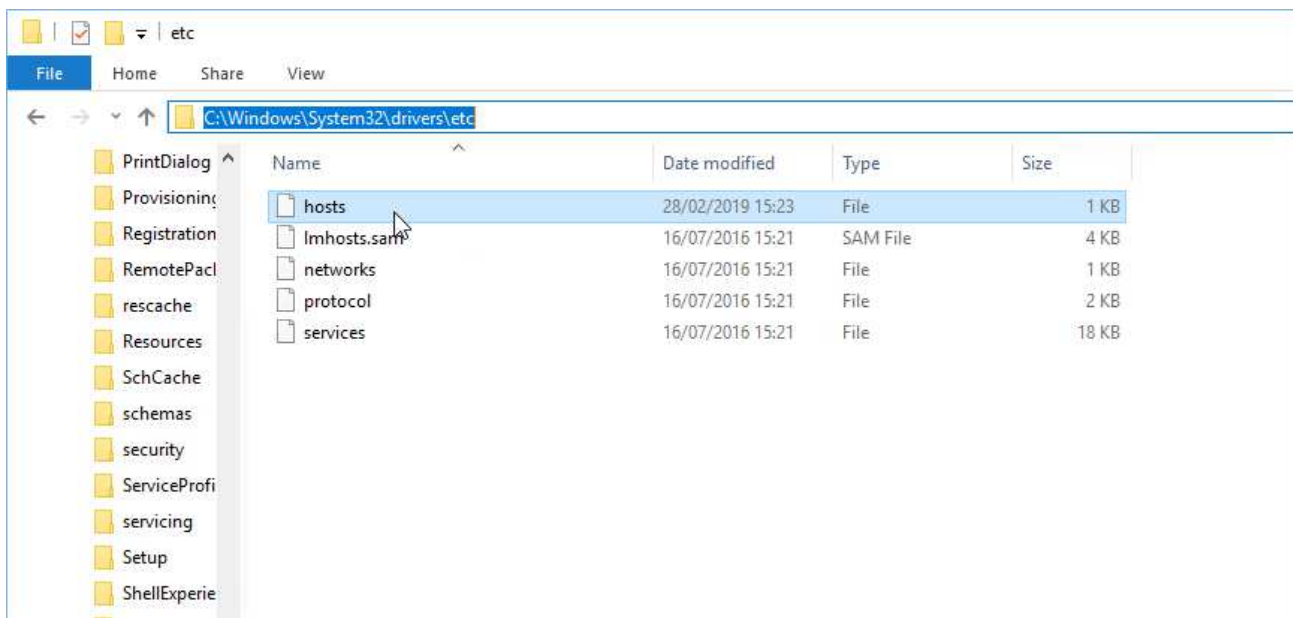 etc
File Home Share View
C:\Windows\System32\drivers\etc
PrintDialog
Provisioning
Registration
RemotePacl
rescache
Resources
SchCache
schemas
security
ServiceProfi
servicing
Setup
ShellExperie
Name Date modified Type Size
hosts 28/02/2019 15:23 File 1 KB
lmhosts.sam 16/07/2016 15:21 SAM File 4 KB
networks 16/07/2016 15:21 File 1 KB
protocol 16/07/2016 15:21 File 2 KB
services 16/07/2016 15:21 File 18 KB